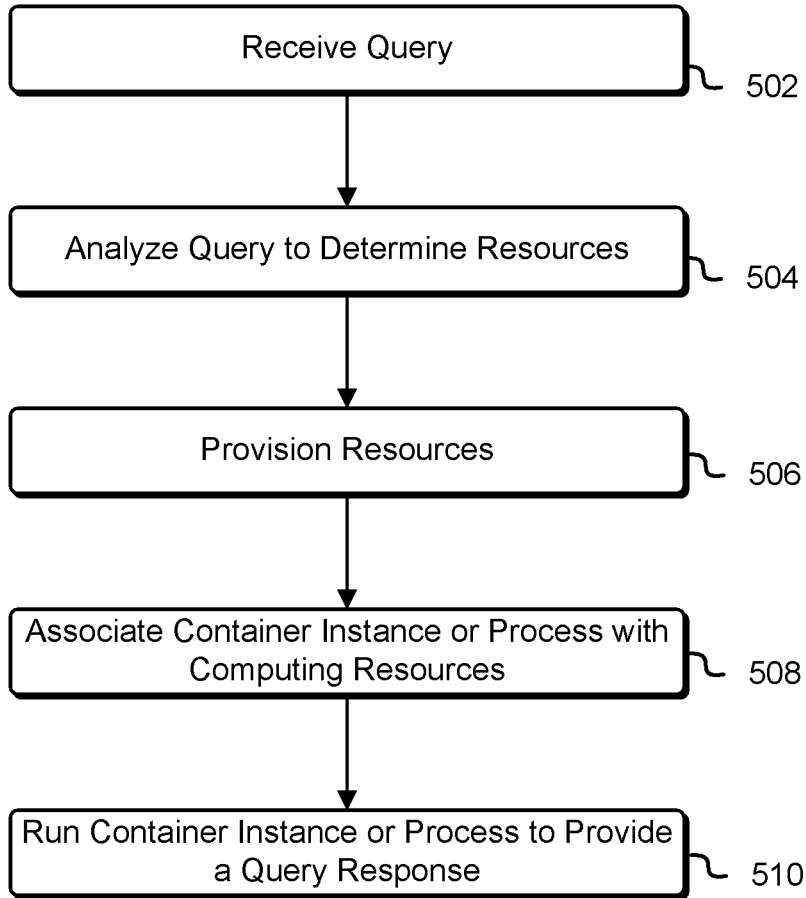 Receive Query
502
Analyze Query to Determine Resources
504
Provision Resources
506
Associate Container Instance or Process with
Computing Resources
508
Run Container Instance or Process to Provide
a Query Response
510